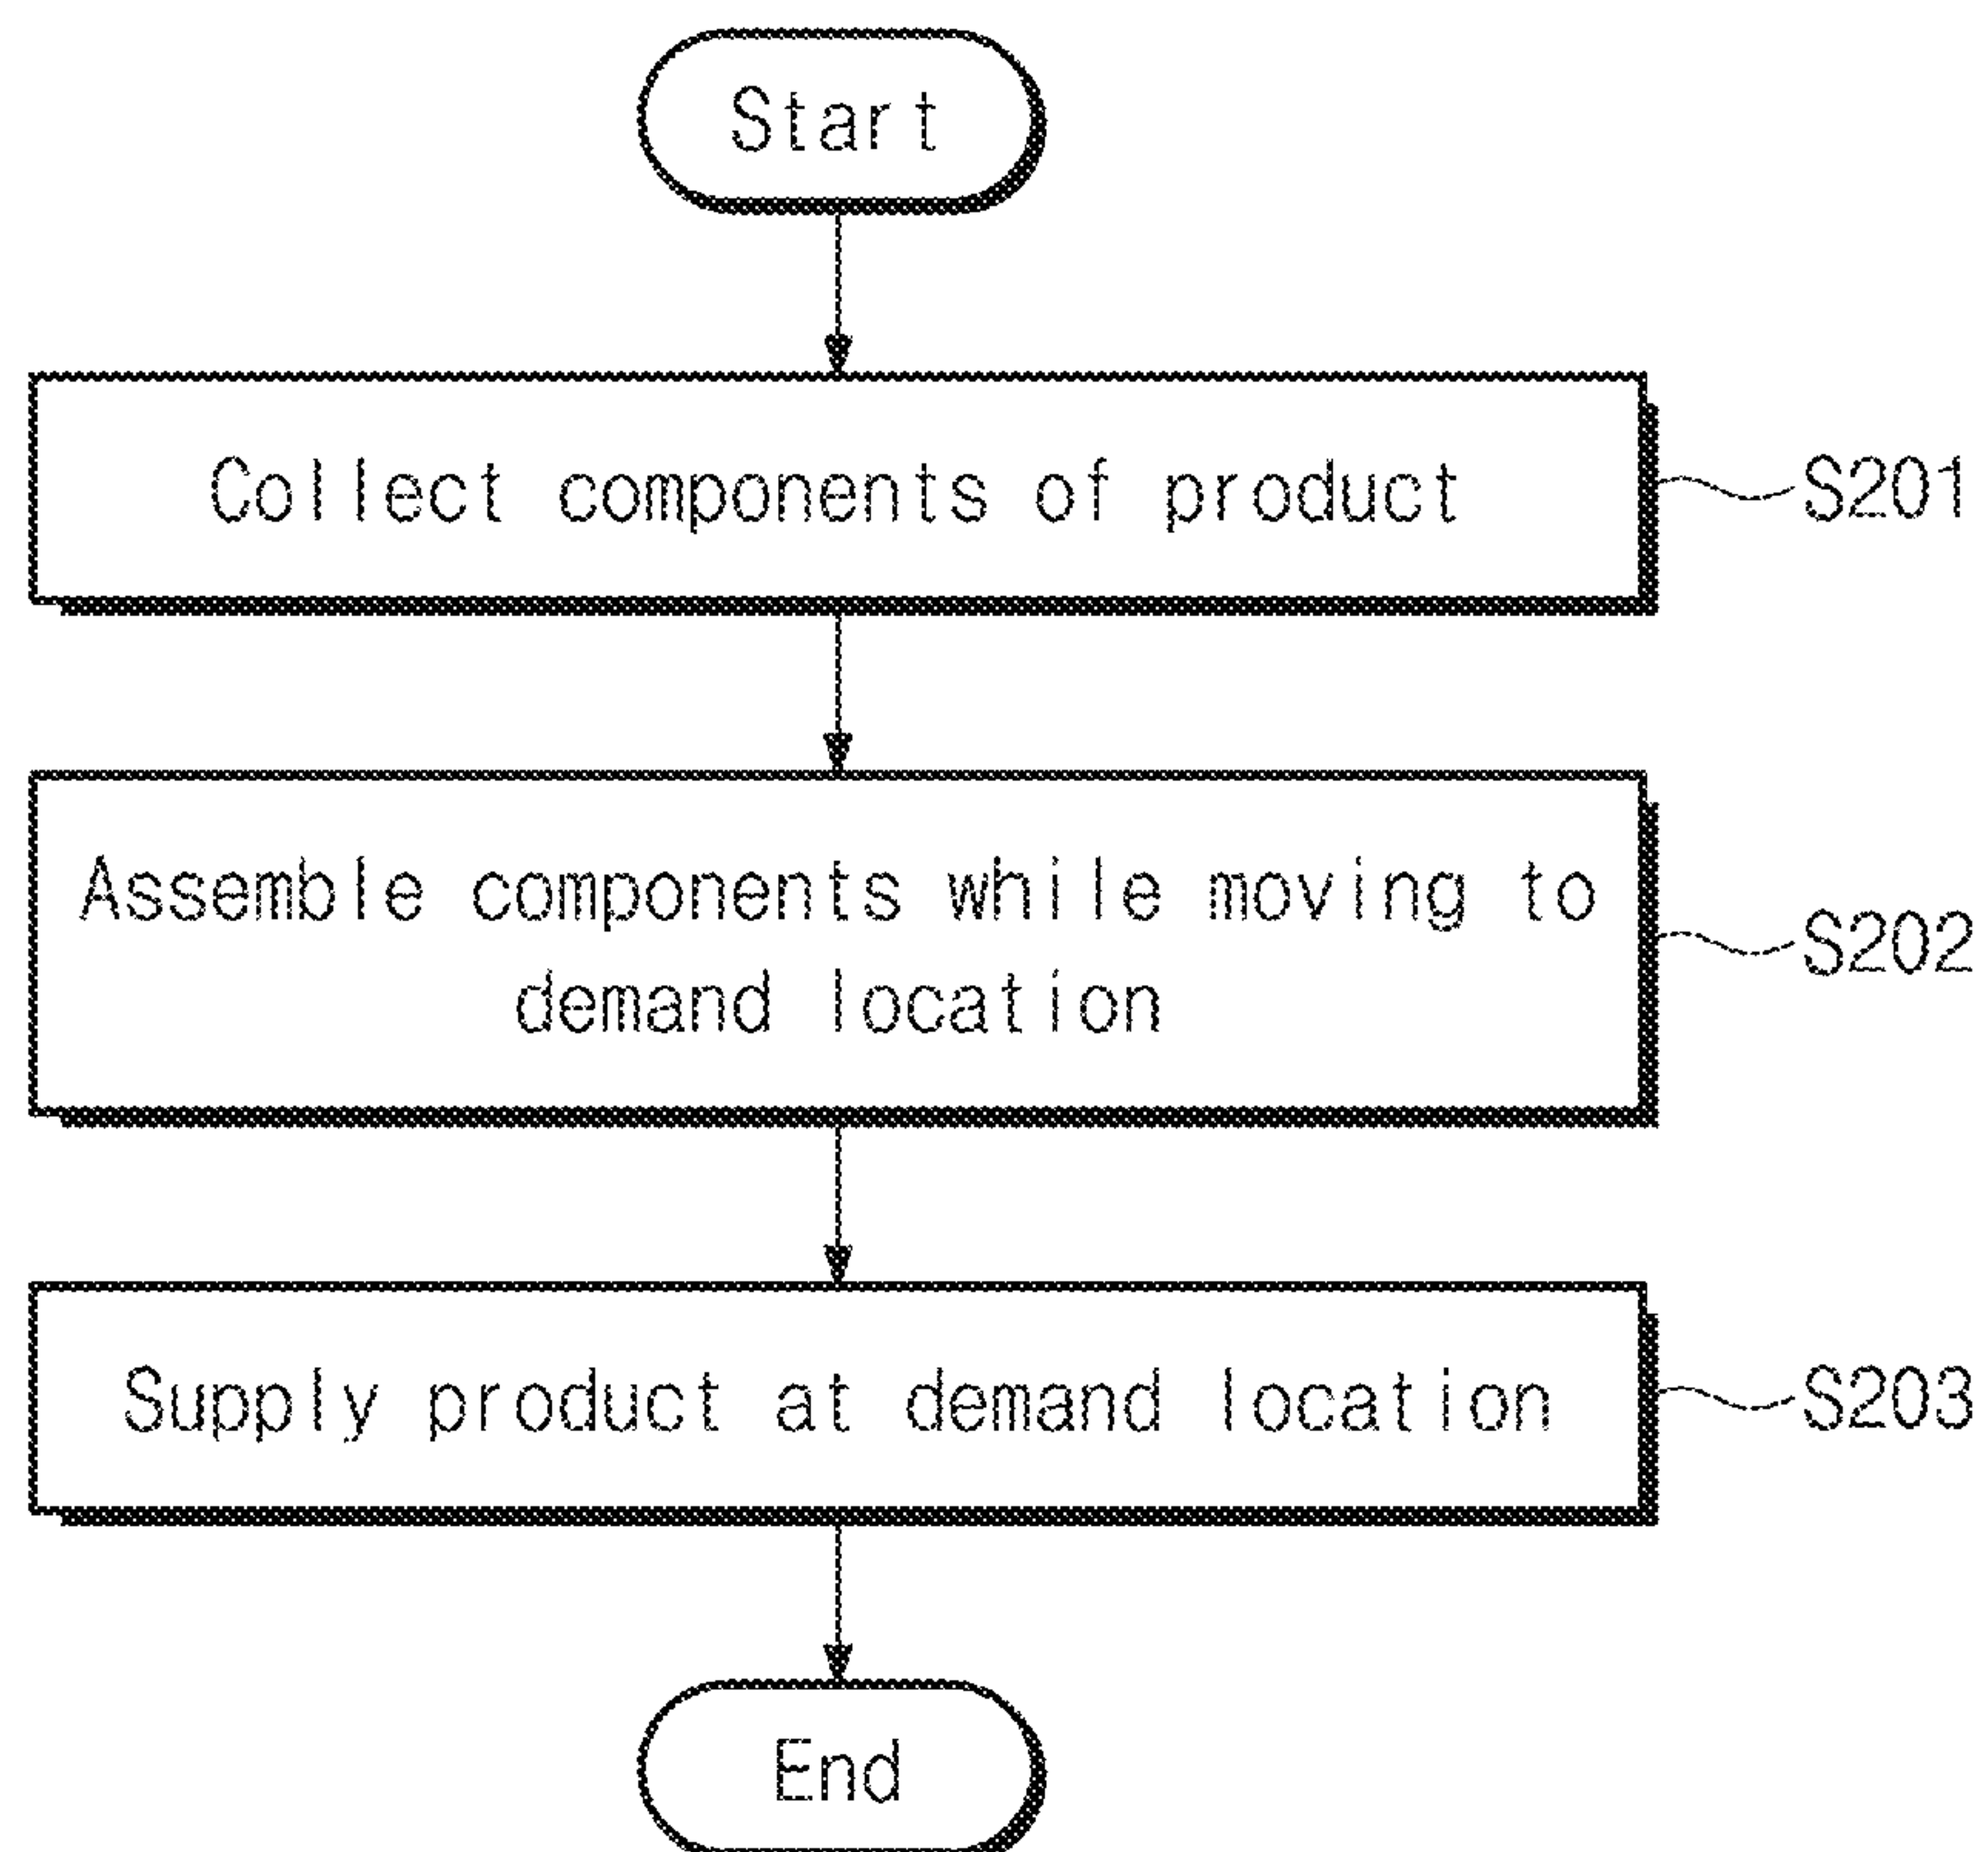 Start
Collect components of product
S201
Assemble components while moving to
demand location
S202
Supply product at demand location
S203
End